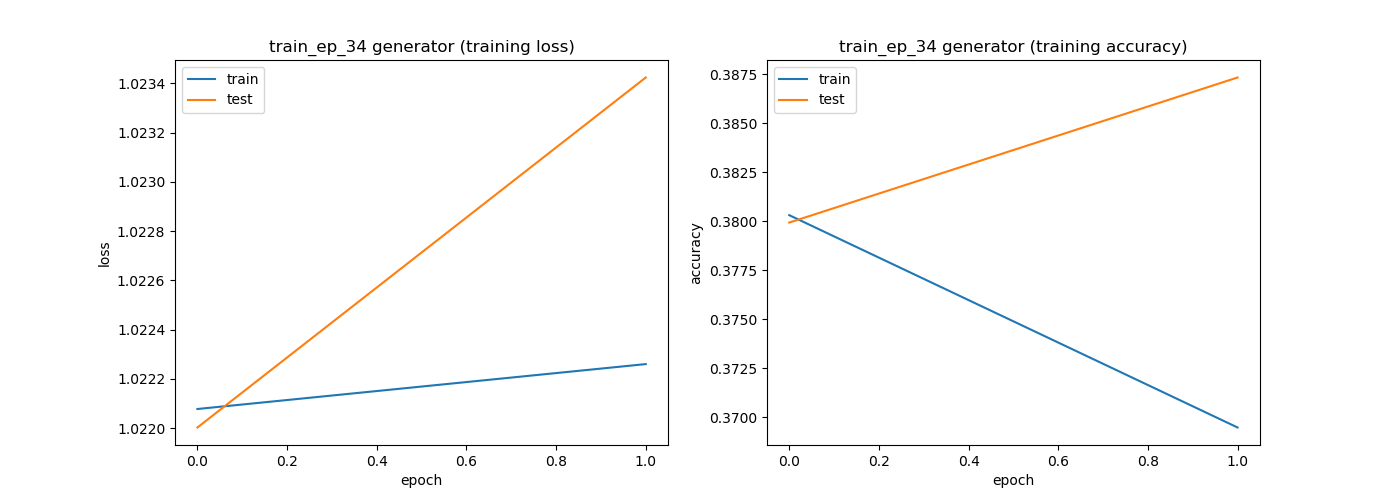 train_ep_34 generator (training loss)
train
test
1.0234
1.0232
1.0230
1.0228
1.0226
1.0224
1.0222
1.0220
loss
0.0 0.2 0.4 0.6 0.8 1.0
epoch
train_ep_34 generator (training accuracy)
train
test
0.3875
0.3850
0.3825
0.3800
0.3775
0.3750
0.3725
0.3700
accuracy
0.0 0.2 0.4 0.6 0.8 1.0
epoch